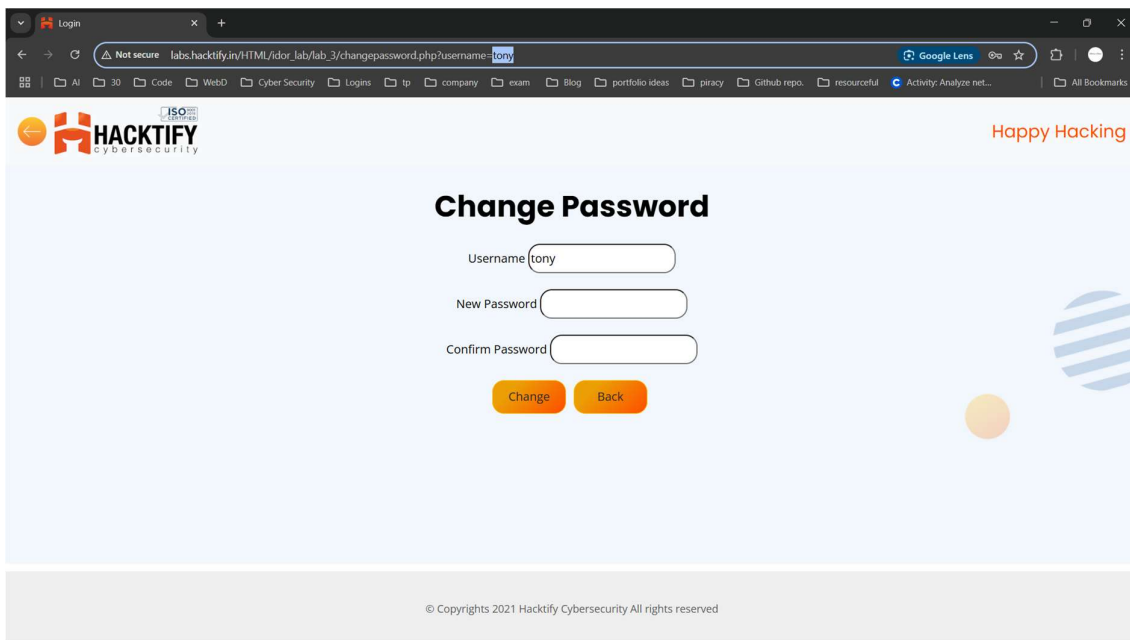 Login
Not secure labs.hacktify.in/HTML/idor_lab/lab_3/changepassword.php?username=tony
Google Lens
AI 30 Code WebD Cyber Security Logins tp company exam Blog portfolio ideas piracy Github repo. resourceful Activity: Analyze net... All Bookmarks
ISO
CERTIFIED
HACKTIFY
cybersecurity
Happy Hacking
Change Password
Username tony
New Password
Confirm Password
Change Back
© Copyrights 2021 Hacktify Cybersecurity All rights reserved